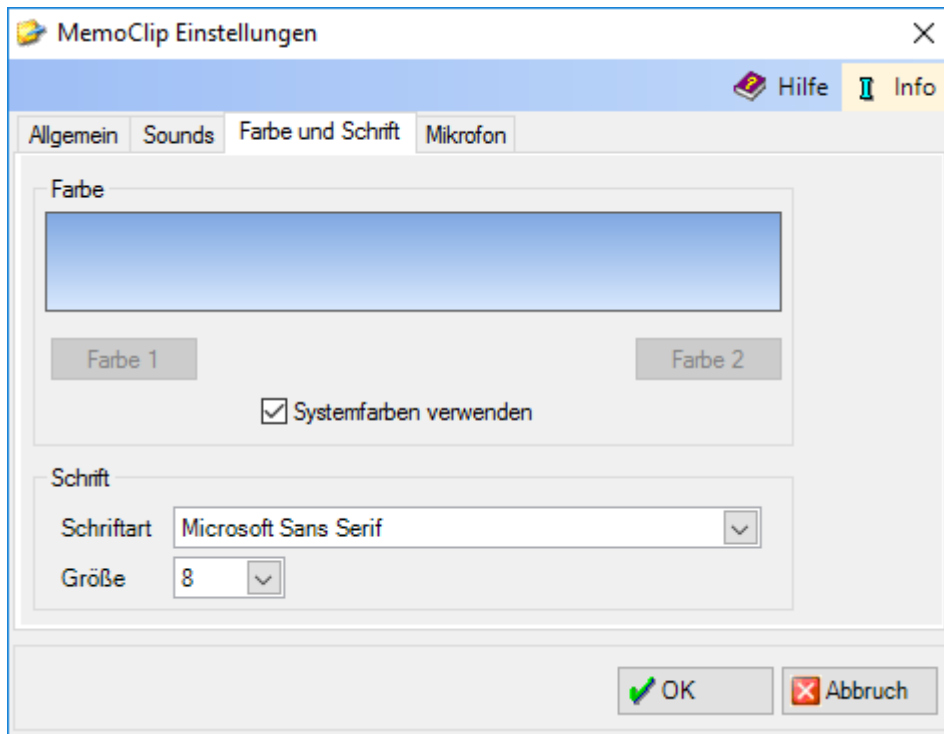 MemoClip Einstellungen
Hilfe Info
Allgemein Sounds Farbe und Schrift Mikrofon
Farbe
Farbe 1 Farbe 2
Systemfarben verwenden
Schrift
Schriftart Microsoft Sans Serif
Größe 8
OK Abbruch